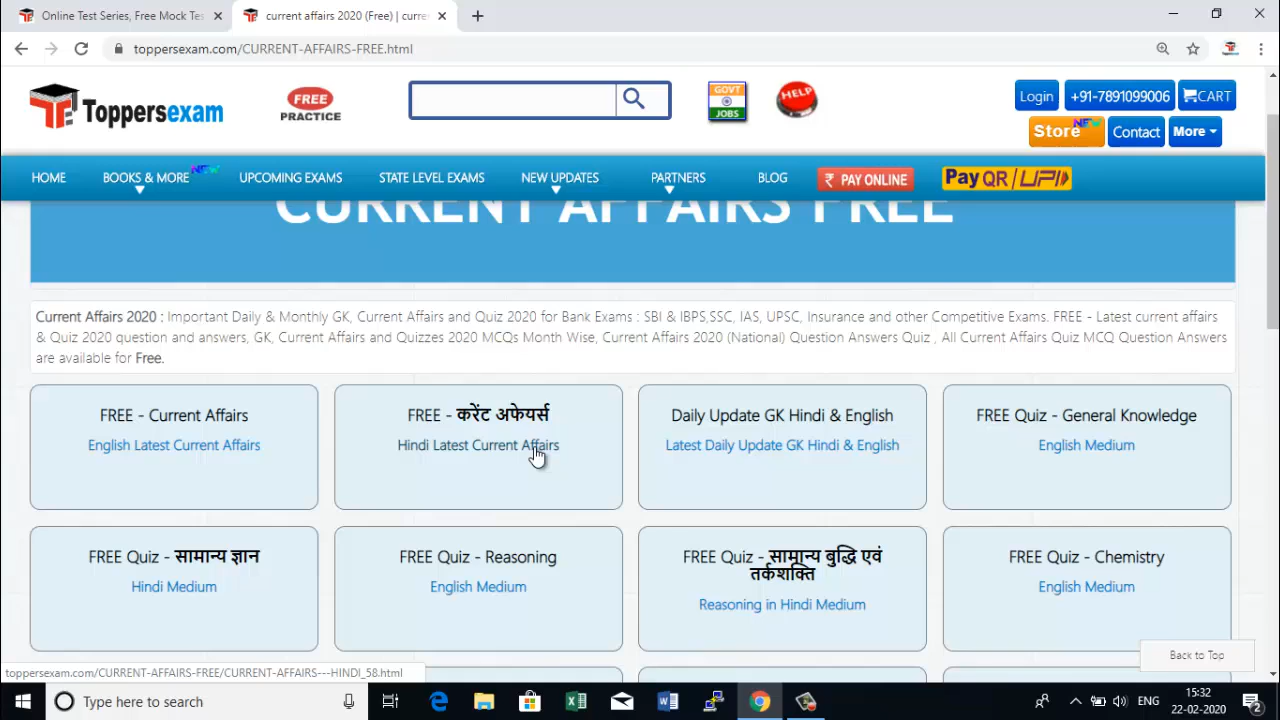 Online Test Series, Free Mock Tes
current affairs 2020 (Free) | curre
toppersexam.com/CURRENT-AFFAIRS-FREE.html
Toppersexam
FREE
PRACTICE
GOVT
JOBS
HELP
Login
+91-7891099006
CART
Store
NEW
Contact
More
HOME
BOOKS & MORE
NEW
UPCOMING EXAMS
STATE LEVEL EXAMS
NEW UPDATES
PARTNERS
BLOG
₹ PAY ONLINE
Pay QR/UPI
CURRENT AFFAIRS FREE
Current Affairs 2020 : Important Daily & Monthly GK, Current Affairs and Quiz 2020 for Bank Exams : SBI & IBPS,SSC, IAS, UPSC, Insurance and other Competitive Exams. FREE - Latest current affairs
& Quiz 2020 question and answers, GK, Current Affairs and Quizzes 2020 MCQs Month Wise, Current Affairs 2020 (National) Question Answers Quiz , All Current Affairs Quiz MCQ Question Answers
are available for Free.
FREE - Current Affairs
English Latest Current Affairs
FREE - करेंट अफेयर्स
Hindi Latest Current Affairs
Daily Update GK Hindi & English
Latest Daily Update GK Hindi & English
FREE Quiz - General Knowledge
English Medium
FREE Quiz - सामान्य ज्ञान
Hindi Medium
FREE Quiz - Reasoning
English Medium
FREE Quiz - सामान्य बुद्धि एवं
तर्कशक्ति
Reasoning in Hindi Medium
FREE Quiz - Chemistry
English Medium
Back to Top
toppersexam.com/CURRENT-AFFAIRS-FREE/CURRENT-AFFAIRS---HINDI_58.html
Type here to search
ENG
15:32
22-02-2020
2